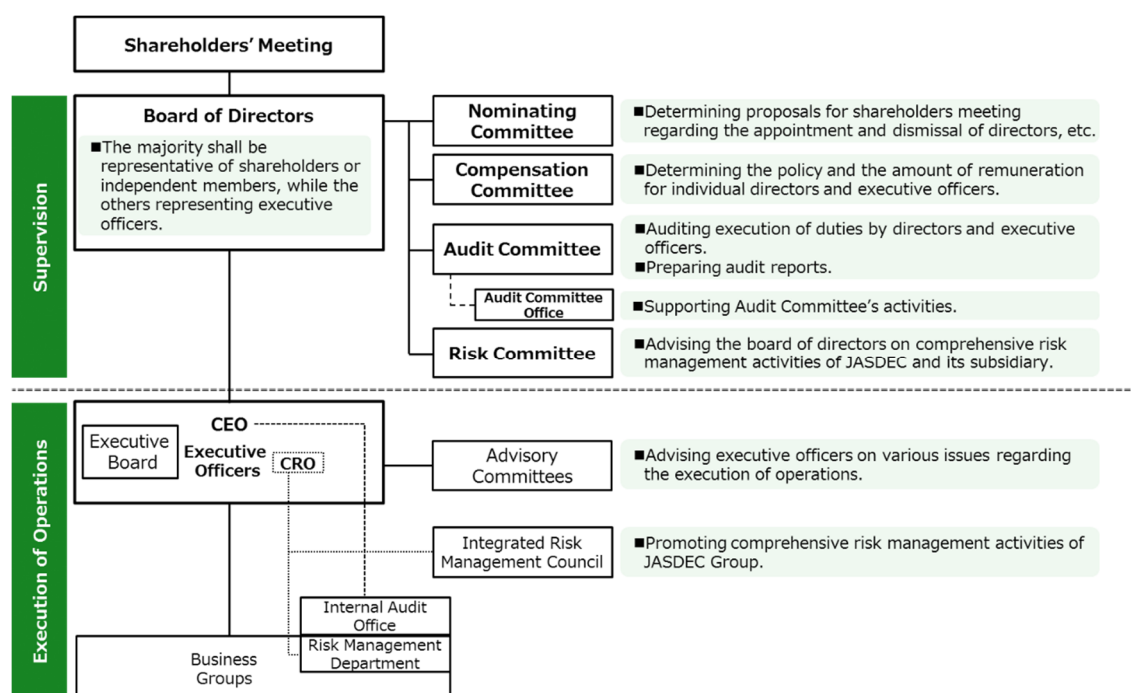 Shareholders’ Meeting
Supervision
Board of Directors
■The majority shall be
representative of shareholders or
independent members, while the
others representing executive
officers.
Nominating
Committee
■Determining proposals for shareholders meeting
regarding the appointment and dismissal of directors, etc.
Compensation
Committee
■Determining the policy and the amount of remuneration
for individual directors and executive officers.
Audit Committee
■Auditing execution of duties by directors and executive
officers.
■Preparing audit reports.
Audit Committee
Office
■Supporting Audit Committee’s activities.
Risk Committee
■Advising the board of directors on comprehensive risk
management activities of JASDEC and its subsidiary.
Execution of Operations
CEO
Executive
Board
Executive
Officers
CRO
Advisory
Committees
■Advising executive officers on various issues regarding
the execution of operations.
Integrated Risk
Management Council
■Promoting comprehensive risk management activities of
JASDEC Group.
Internal Audit
Office
Risk Management
Department
Business
Groups